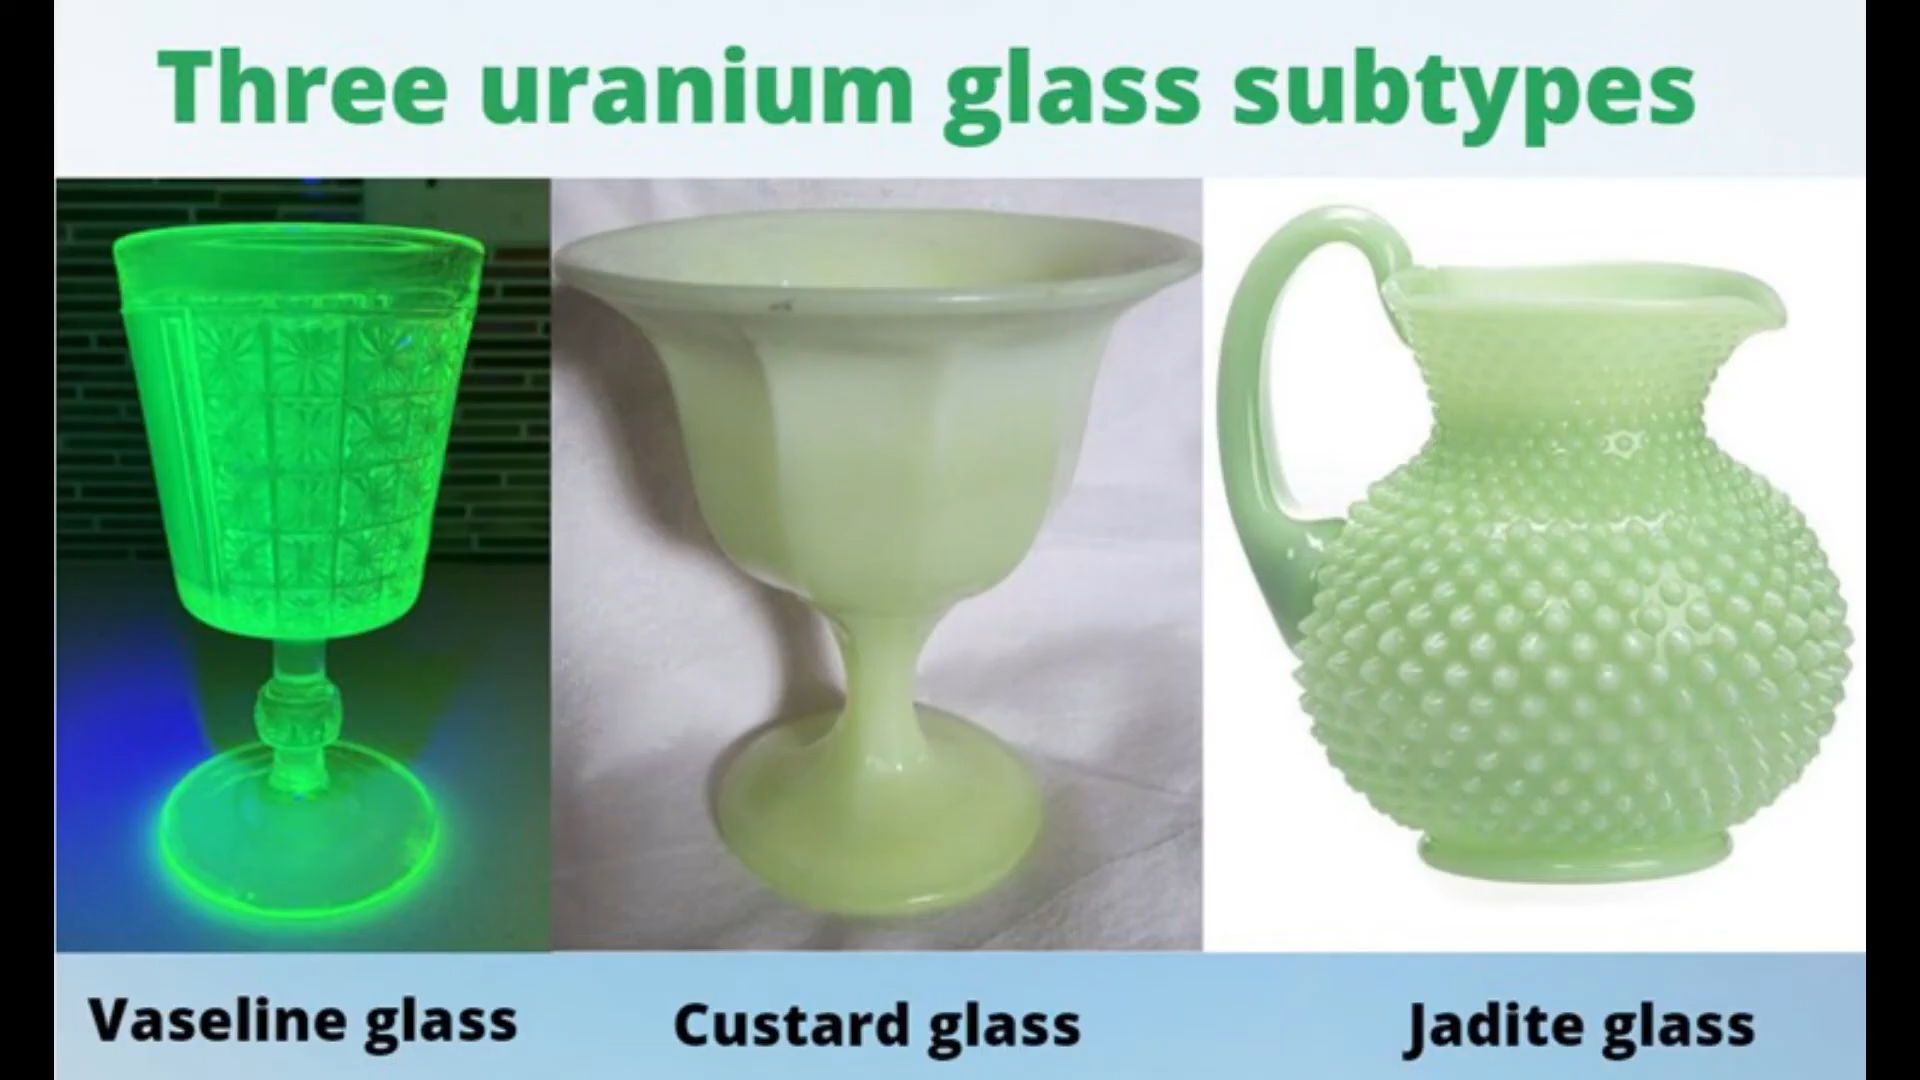 Three uranium glass subtypes
Vaseline glass
Custard glass
Jadite glass